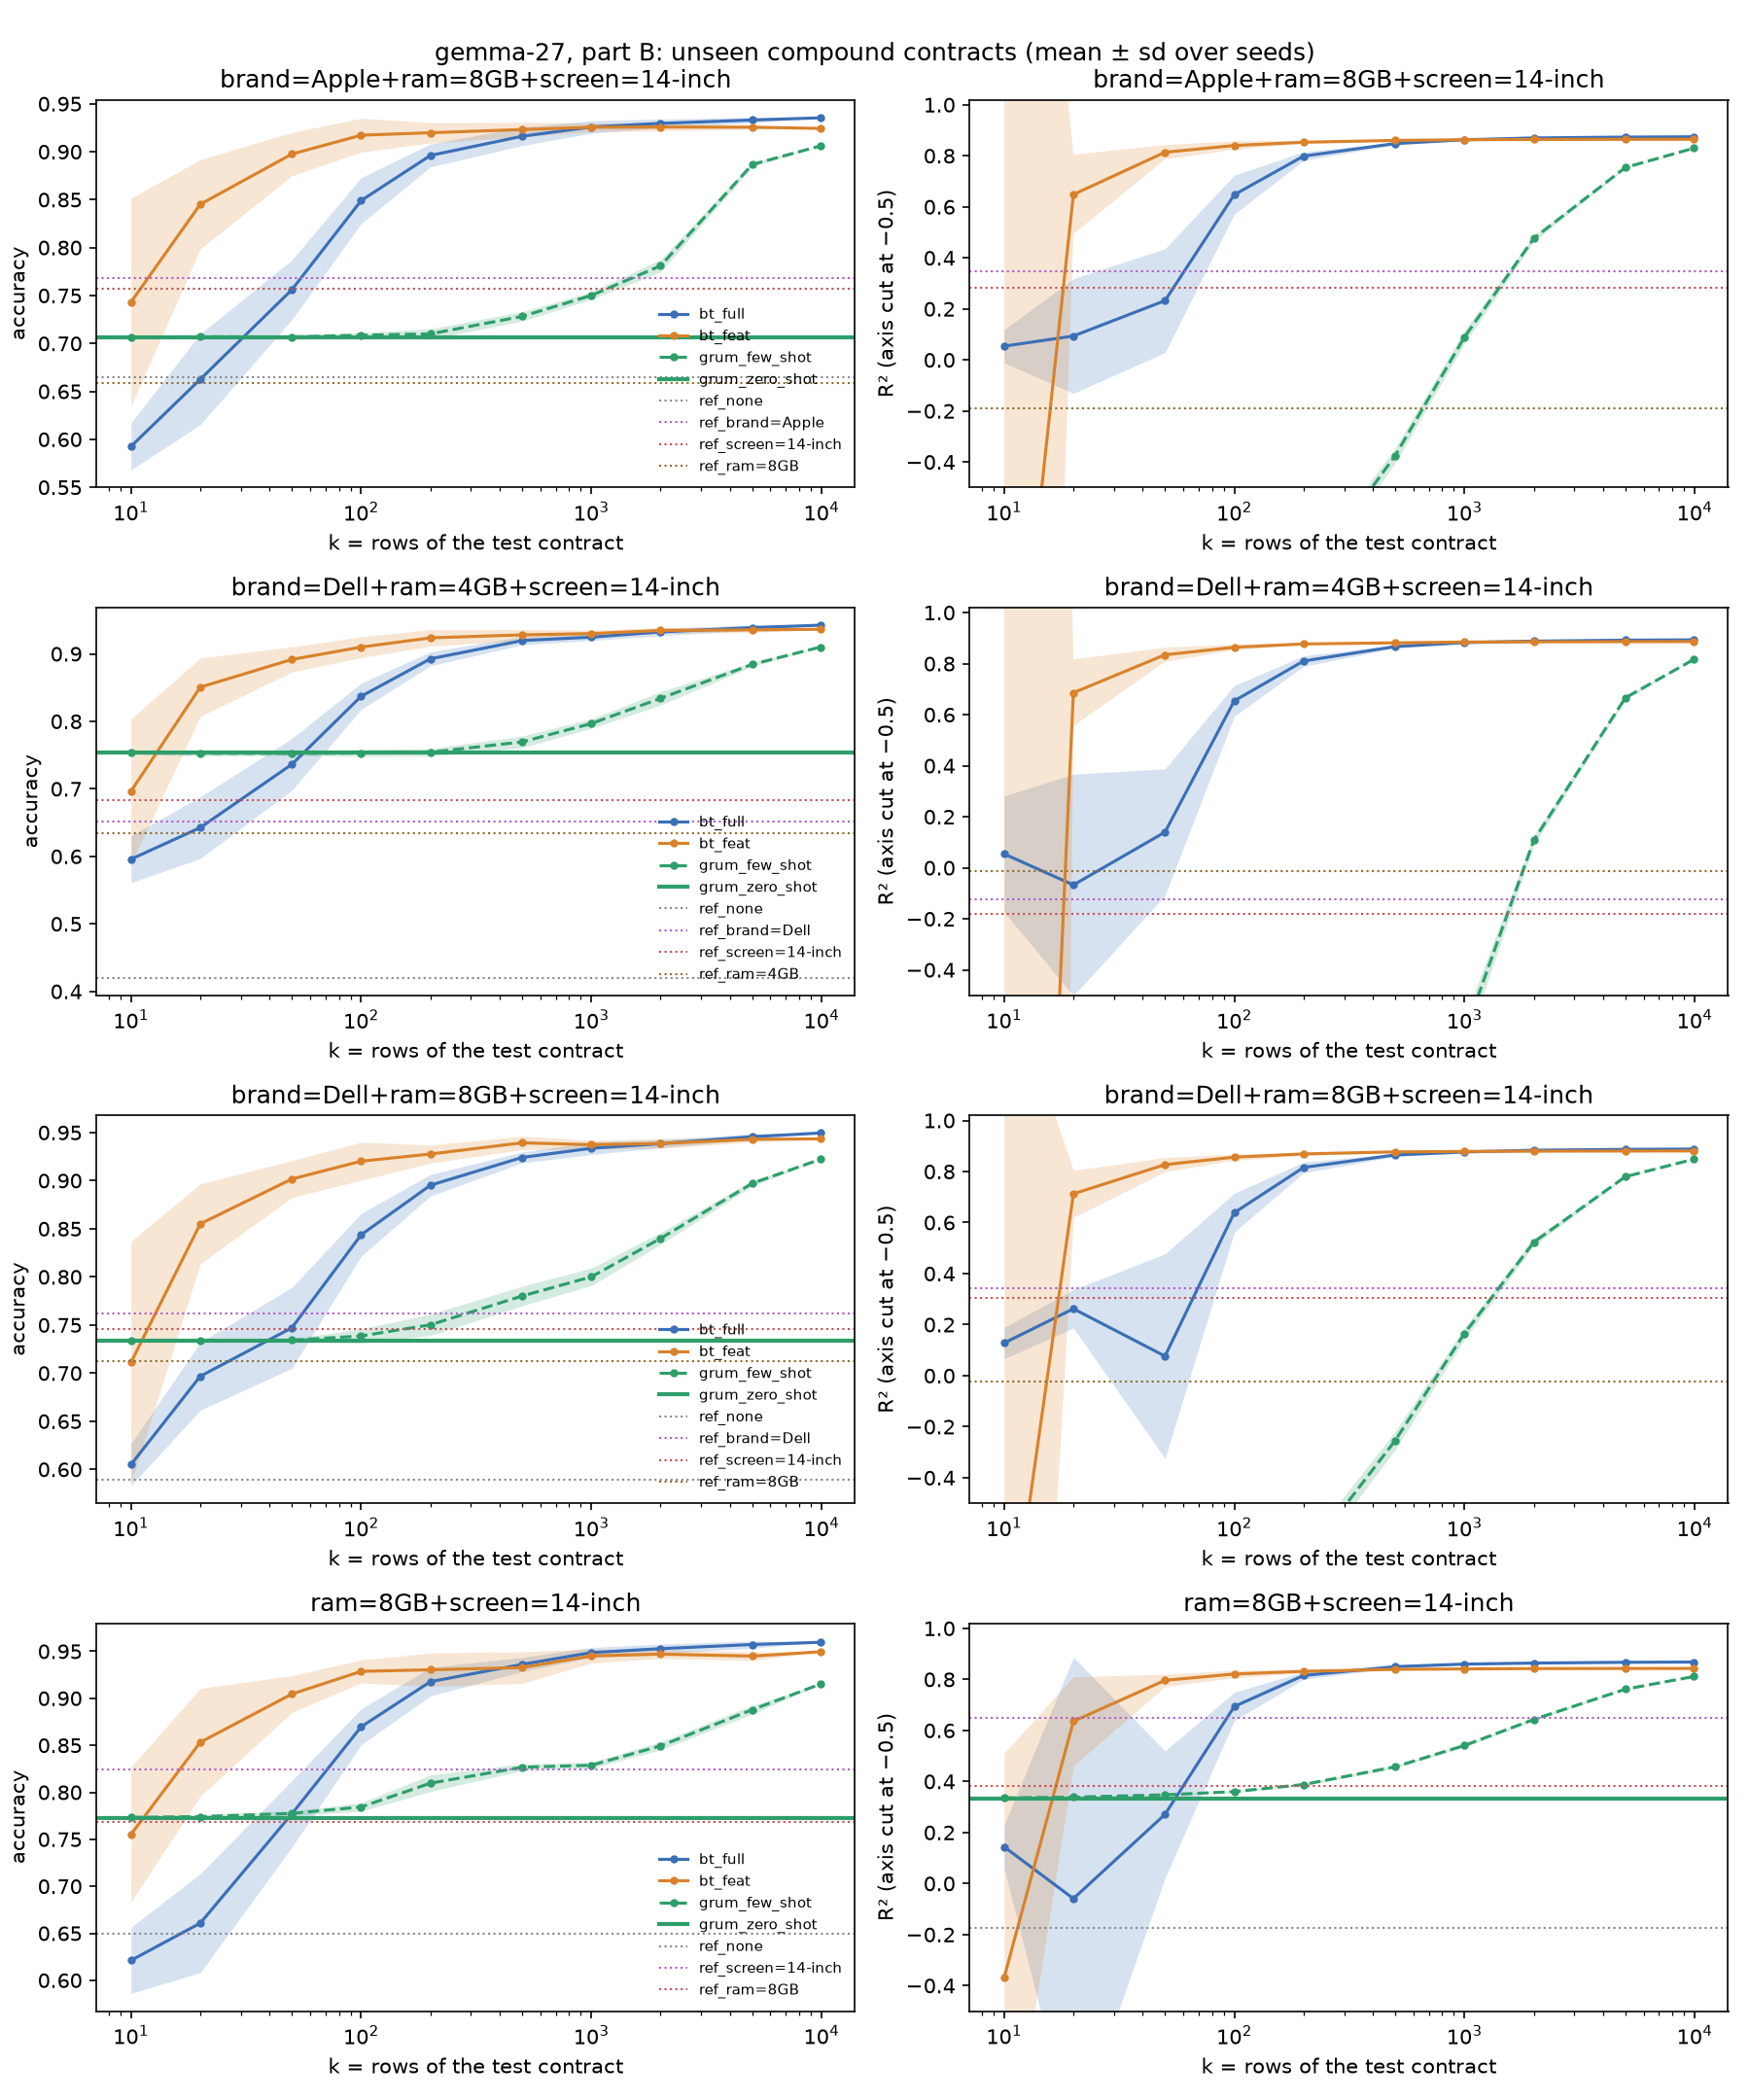 gemma-27, part B: unseen compound contracts (mean ± sd over seeds)
brand=Apple+ram=8GB+screen=14-inch
0.95
0.90
0.85
0.80
0.75
0.70
0.65
0.60
0.55
accuracy
bt_full
bt_feat
grum_few_shot
grum_zero_shot
ref_none
ref_brand=Apple
ref_screen=14-inch
ref_ram=8GB
10¹ 10² 10³ 10⁴
k = rows of the test contract
brand=Apple+ram=8GB+screen=14-inch
1.0
0.8
0.6
0.4
0.2
0.0
−0.2
−0.4
R² (axis cut at −0.5)
10¹ 10² 10³ 10⁴
k = rows of the test contract
brand=Dell+ram=4GB+screen=14-inch
0.9
0.8
0.7
0.6
0.5
0.4
accuracy
bt_full
bt_feat
grum_few_shot
grum_zero_shot
ref_none
ref_brand=Dell
ref_screen=14-inch
ref_ram=4GB
10¹ 10² 10³ 10⁴
k = rows of the test contract
brand=Dell+ram=4GB+screen=14-inch
1.0
0.8
0.6
0.4
0.2
0.0
−0.2
−0.4
R² (axis cut at −0.5)
10¹ 10² 10³ 10⁴
k = rows of the test contract
brand=Dell+ram=8GB+screen=14-inch
0.95
0.90
0.85
0.80
0.75
0.70
0.65
0.60
accuracy
bt_full
bt_feat
grum_few_shot
grum_zero_shot
ref_none
ref_brand=Dell
ref_screen=14-inch
ref_ram=8GB
10¹ 10² 10³ 10⁴
k = rows of the test contract
brand=Dell+ram=8GB+screen=14-inch
1.0
0.8
0.6
0.4
0.2
0.0
−0.2
−0.4
R² (axis cut at −0.5)
10¹ 10² 10³ 10⁴
k = rows of the test contract
ram=8GB+screen=14-inch
0.95
0.90
0.85
0.80
0.75
0.70
0.65
0.60
accuracy
bt_full
bt_feat
grum_few_shot
grum_zero_shot
ref_none
ref_screen=14-inch
ref_ram=8GB
10¹ 10² 10³ 10⁴
k = rows of the test contract
ram=8GB+screen=14-inch
1.0
0.8
0.6
0.4
0.2
0.0
−0.2
−0.4
R² (axis cut at −0.5)
10¹ 10² 10³ 10⁴
k = rows of the test contract